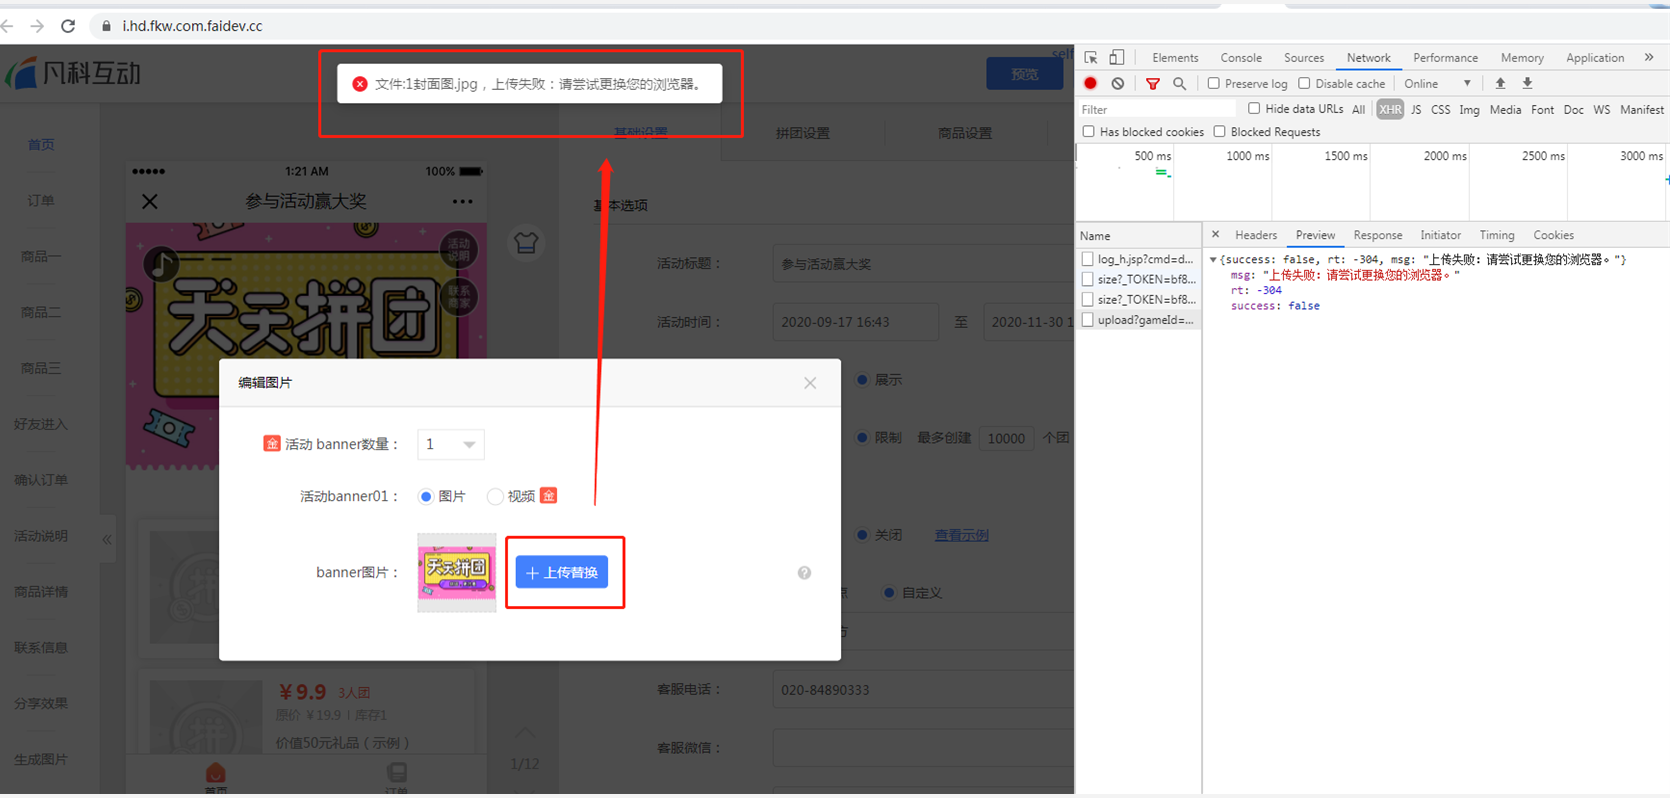 i.hd.fkw.com.faidev.cc
凡科互动
文件:1封面图.jpg，上传失败：请尝试更换您的浏览器。
self
预览
基础设置
拼团设置
商品设置
首页
订单
商品一
商品二
商品三
好友进入
确认订单
活动说明
商品详情
联系信息
分享效果
生成图片
1:21 AM
100%
参与活动赢大奖
活动
说明
联系
商家
天天拼团
基本选项
活动标题：
参与活动赢大奖
活动时间：
2020-09-17 16:43
至
2020-11-30 1
展示
限制
最多创建
10000
个团
关闭
查看示例
自定义
客服电话：
020-84890333
客服微信：
编辑图片
金 活动 banner数量：
1
活动banner01：
图片
视频 金
banner图片：
天天拼团
上传替换
?
¥9.9 3人团
原价 ¥19.9 | 库存1
价值50元礼品（示例）
首页
订单
1/12
Elements
Console
Sources
Network
Performance
Memory
Application
»
Preserve log
Disable cache
Online
Filter
Hide data URLs
All
XHR
JS
CSS
Img
Media
Font
Doc
WS
Manifest
Has blocked cookies
Blocked Requests
500 ms
1000 ms
1500 ms
2000 ms
2500 ms
3000 ms
Name
Headers
Preview
Response
Initiator
Timing
Cookies
log_h.jsp?cmd=d...
size?_TOKEN=bf8...
size?_TOKEN=bf8...
upload?gameId=...
{success: false, rt: -304, msg: "上传失败：请尝试更换您的浏览器。"}
msg: "上传失败：请尝试更换您的浏览器。"
rt: -304
success: false